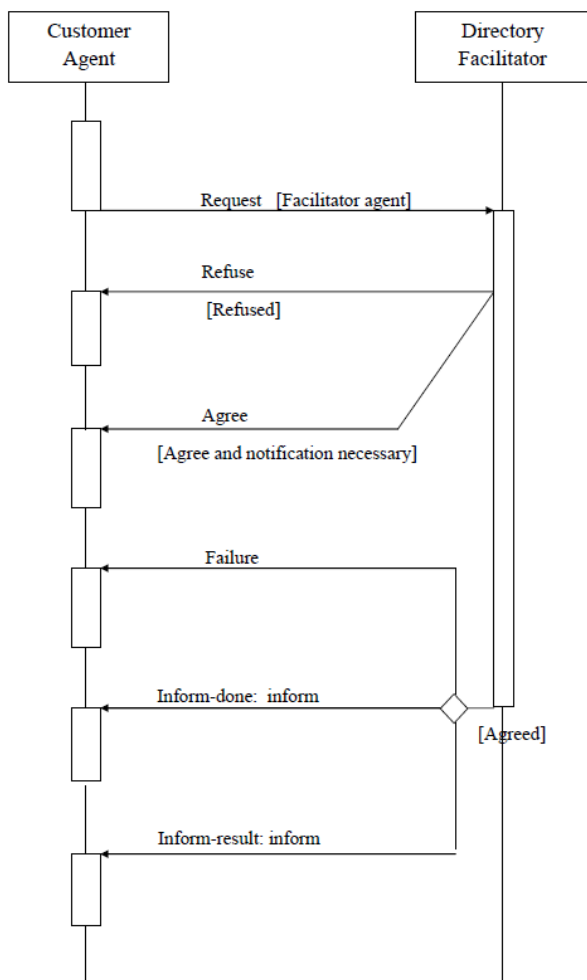 Customer
Agent
Directory
Facilitator
Request [Facilitator agent]
Refuse
[Refused]
Agree
[Agree and notification necessary]
Failure
Inform-done: inform
[Agreed]
Inform-result: inform